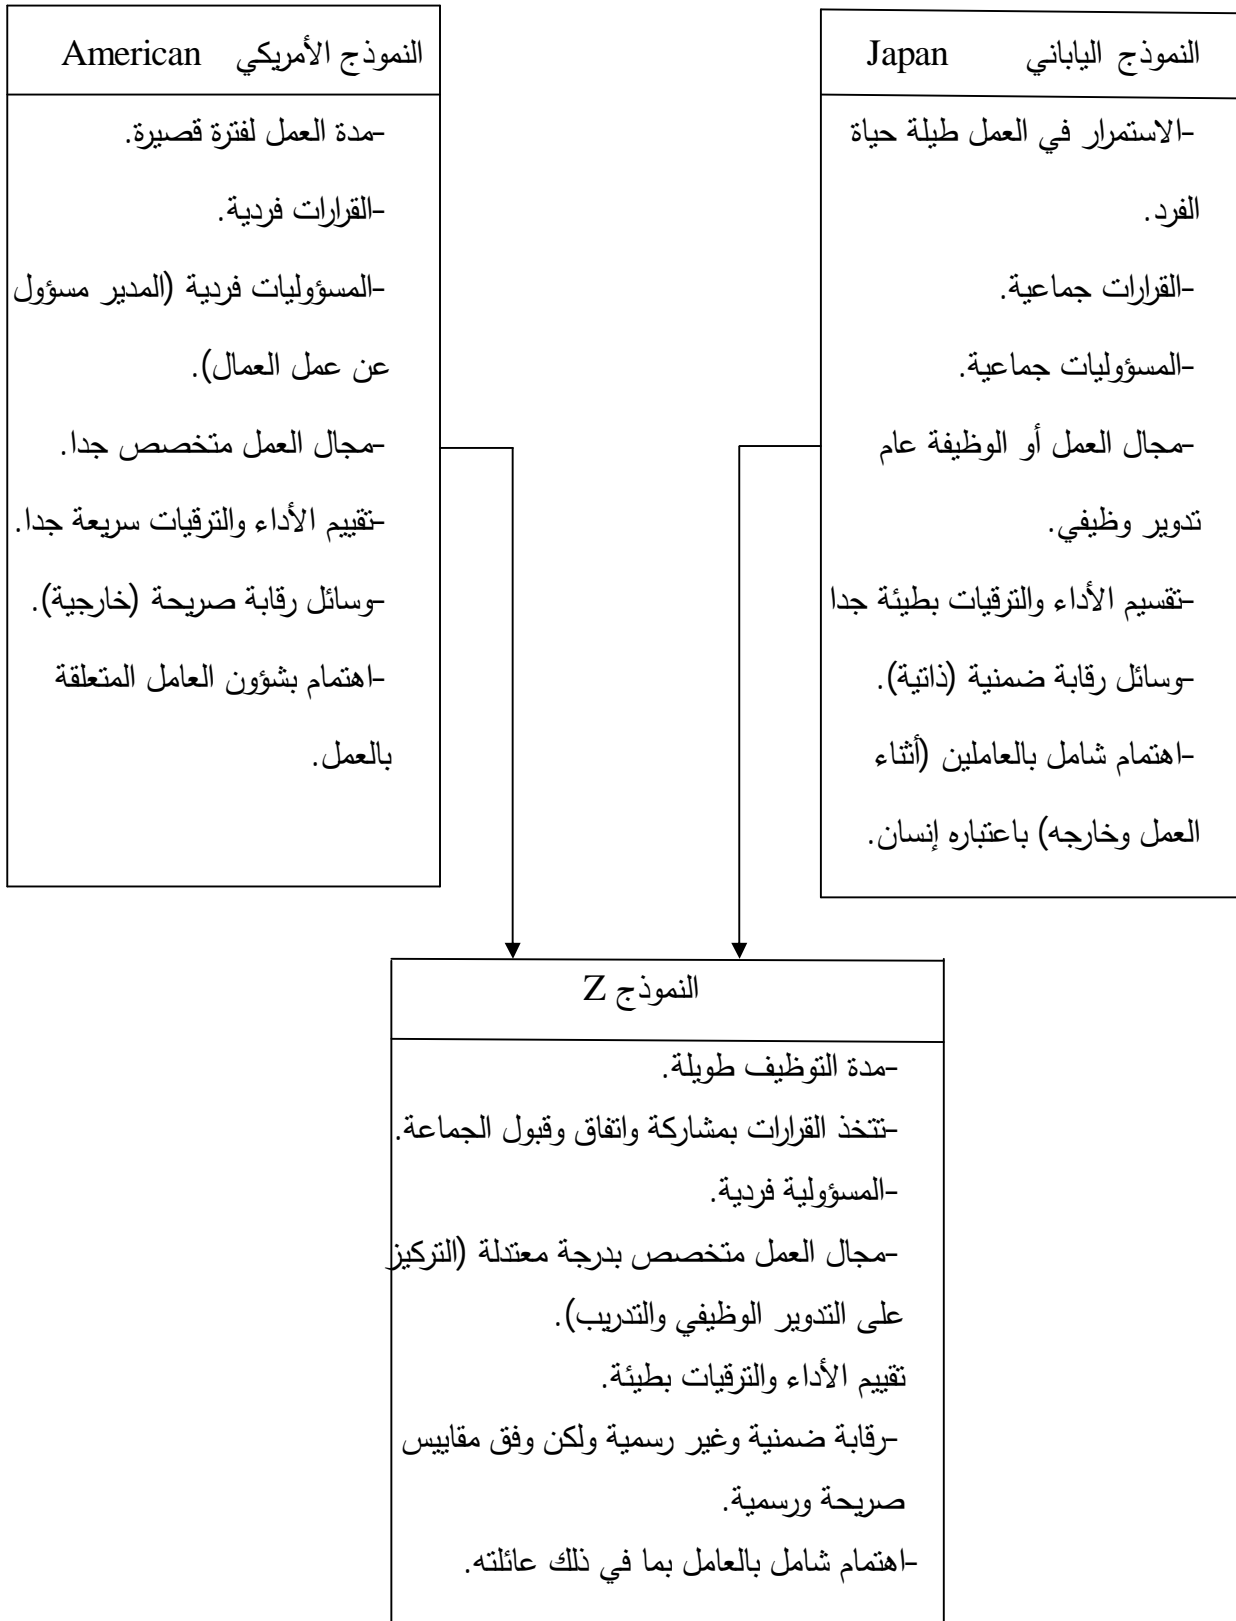 النموذج الياباني Japan
-الاستمرار في العمل طيلة حياة
الفرد.
-القرارات جماعية.
-المسؤوليات جماعية.
-مجال العمل أو الوظيفة عام
تدوير وظيفي.
-تقسيم الأداء والترقيات بطيئة جدا
-وسائل رقابة ضمنية (ذاتية).
-اهتمام شامل بالعاملين (أثناء
العمل وخارجه) باعتباره إنسان.
النموذج الأمريكي American
-مدة العمل لفترة قصيرة.
-القرارات فردية.
-المسؤوليات فردية (المدير مسؤول
عن عمل العمال).
-مجال العمل متخصص جدا.
-تقييم الأداء والترقيات سريعة جدا.
-وسائل رقابة صريحة (خارجية).
-اهتمام بشؤون العامل المتعلقة
بالعمل.
النموذج Z
-مدة التوظيف طويلة.
-تتخذ القرارات بمشاركة واتفاق وقبول الجماعة.
-المسؤولية فردية.
-مجال العمل متخصص بدرجة معتدلة (التركيز
على التدوير الوظيفي والتدريب).
تقييم الأداء والترقيات بطيئة.
-رقابة ضمنية وغير رسمية ولكن وفق مقاييس
صريحة ورسمية.
-اهتمام شامل بالعامل بما في ذلك عائلته.